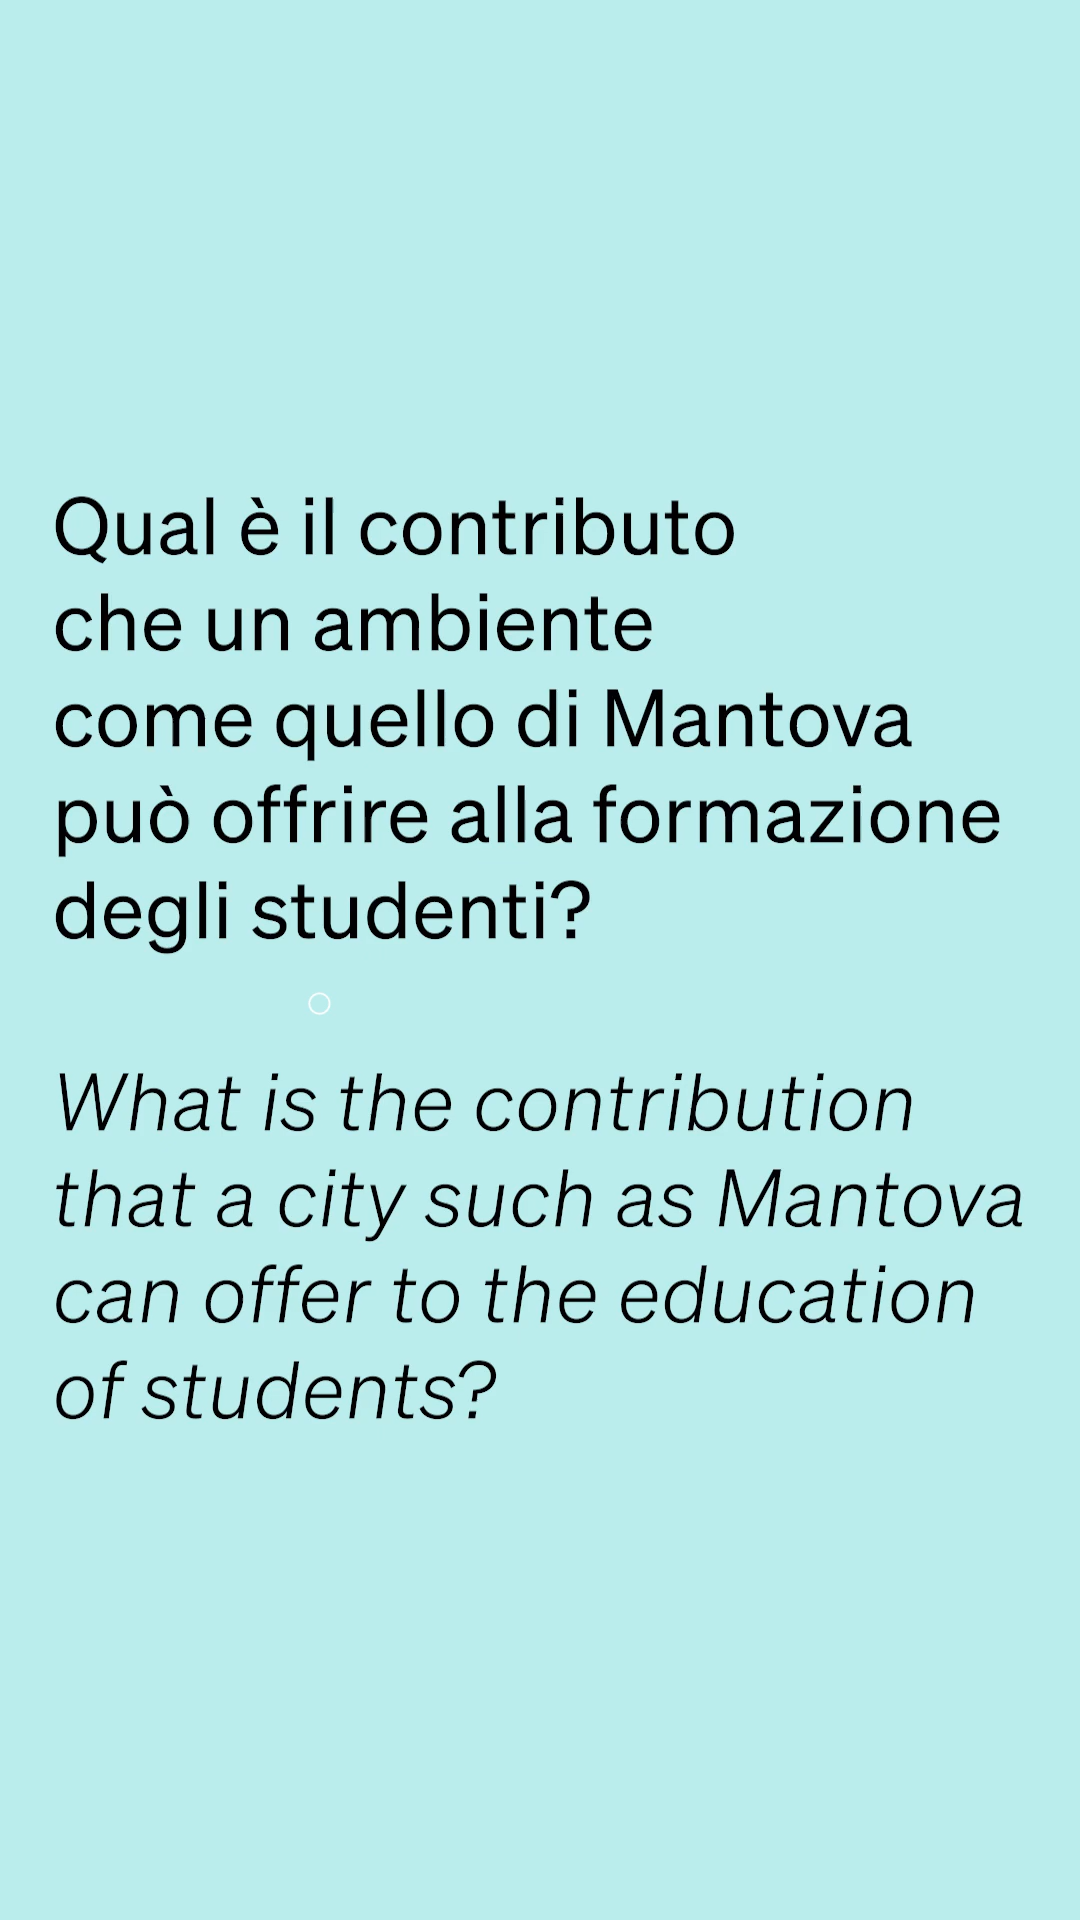 Qual è il contributo
che un ambiente
come quello di Mantova
può offrire alla formazione
degli studenti?
What is the contribution
that a city such as Mantova
can offer to the education
of students?